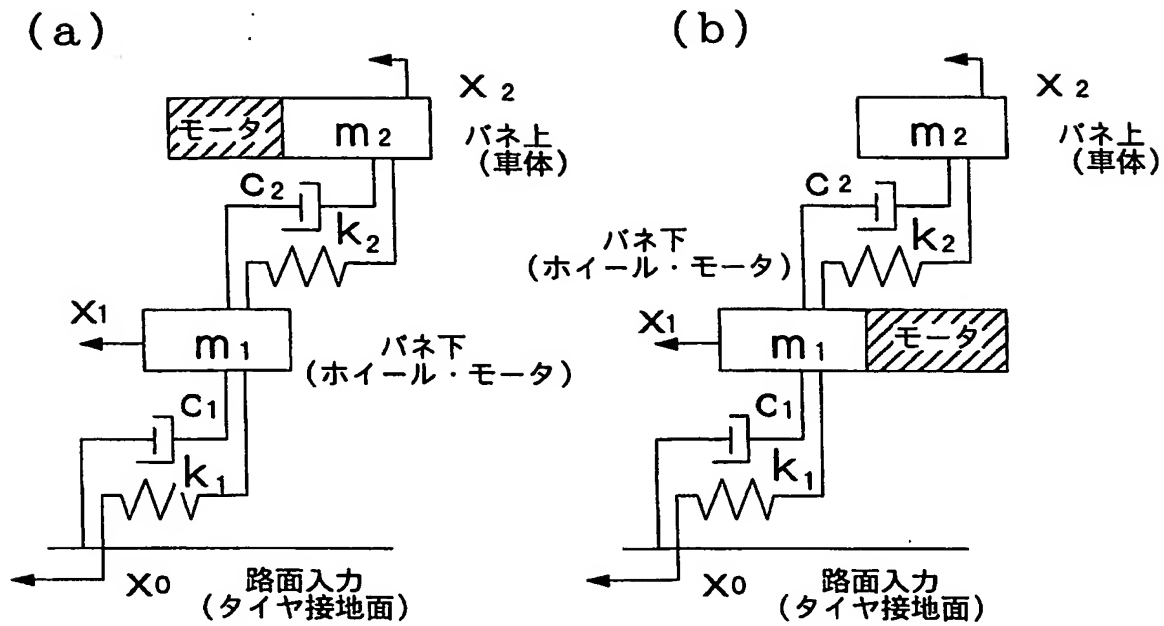 (a)
x2
モータ
m2
バネ上
(車体)
c2
k2
x1
m1
バネ下
(ホイール・モータ)
c1
k1
x0
路面入力
(タイヤ接地面)
(b)
x2
m2
バネ上
(車体)
c2
k2
バネ下
(ホイール・モータ)
x1
m1
モータ
c1
k1
x0
路面入力
(タイヤ接地面)